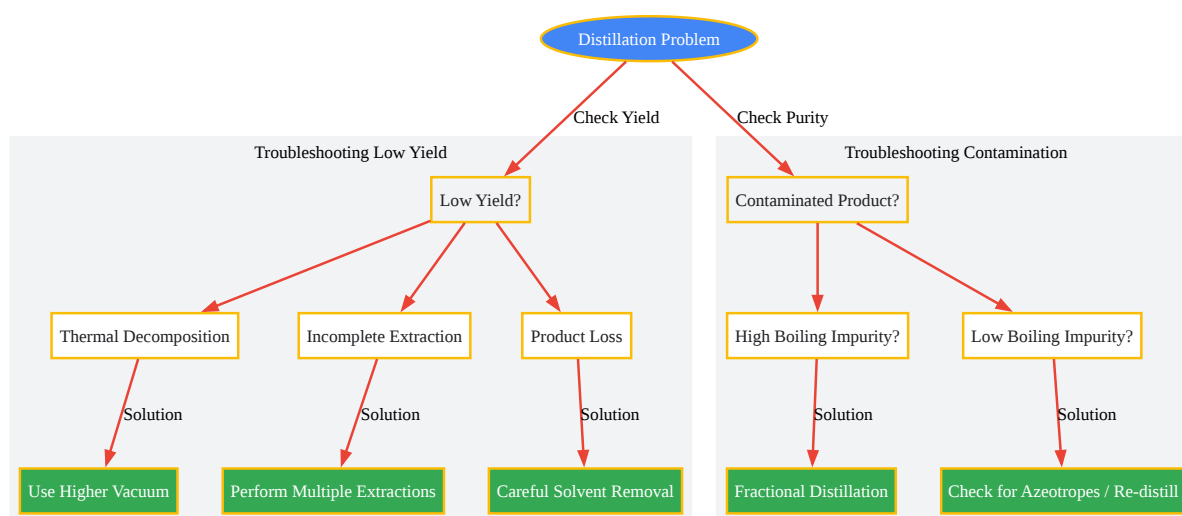 Distillation Problem
Check Yield
Check Purity
Troubleshooting Low Yield
Troubleshooting Contamination
Low Yield?
Contaminated Product?
Thermal Decomposition
Incomplete Extraction
Product Loss
High Boiling Impurity?
Low Boiling Impurity?
Solution
Solution
Solution
Solution
Solution
Use Higher Vacuum
Perform Multiple Extractions
Careful Solvent Removal
Fractional Distillation
Check for Azeotropes / Re-distill